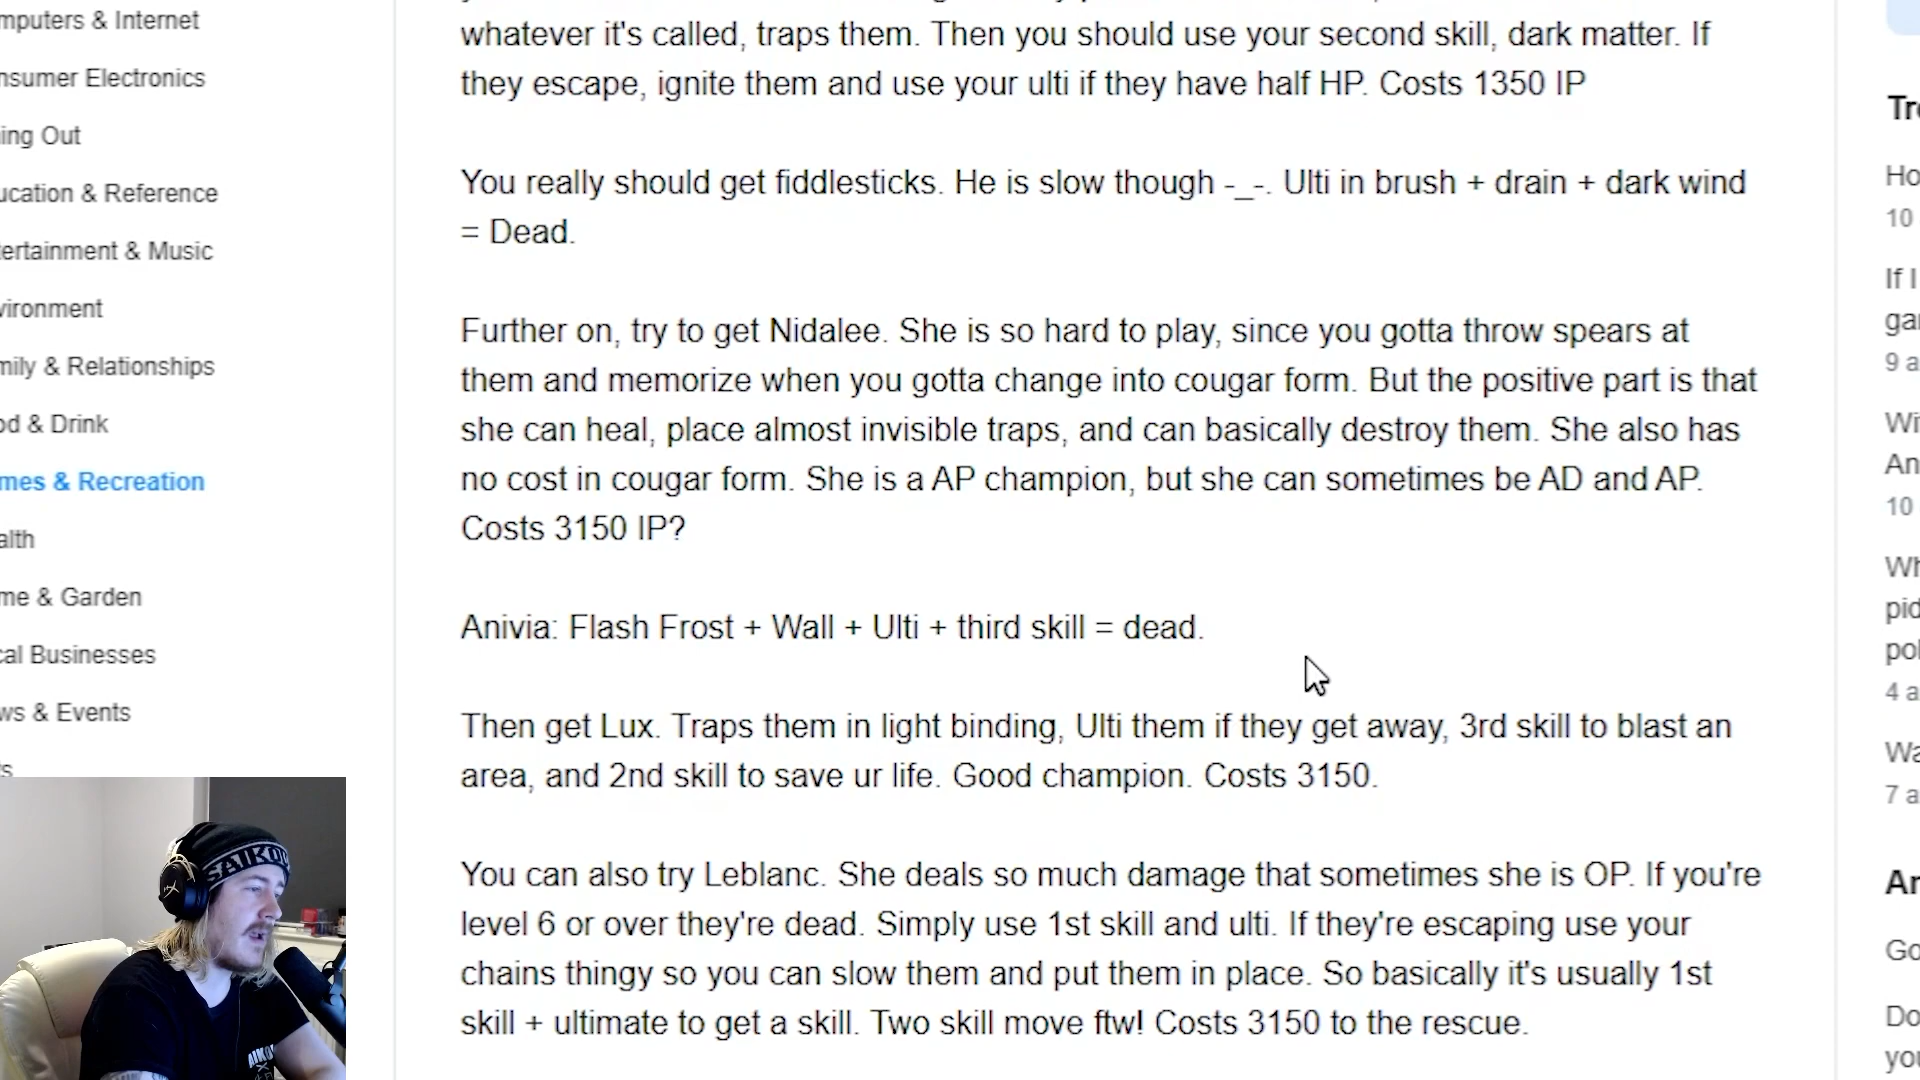 mputers & Internet
nsumer Electronics
ing Out
ucation & Reference
tertainment & Music
vironment
mily & Relationships
od & Drink
mes & Recreation
alth
me & Garden
cal Businesses
ws & Events
whatever it's called, traps them. Then you should use your second skill, dark matter. If
they escape, ignite them and use your ulti if they have half HP. Costs 1350 IP
You really should get fiddlesticks. He is slow though -_-. Ulti in brush + drain + dark wind
= Dead.
Further on, try to get Nidalee. She is so hard to play, since you gotta throw spears at
them and memorize when you gotta change into cougar form. But the positive part is that
she can heal, place almost invisible traps, and can basically destroy them. She also has
no cost in cougar form. She is a AP champion, but she can sometimes be AD and AP.
Costs 3150 IP?
Anivia: Flash Frost + Wall + Ulti + third skill = dead.
Then get Lux. Traps them in light binding, Ulti them if they get away, 3rd skill to blast an
area, and 2nd skill to save ur life. Good champion. Costs 3150.
You can also try Leblanc. She deals so much damage that sometimes she is OP. If you're
level 6 or over they're dead. Simply use 1st skill and ulti. If they're escaping use your
chains thingy so you can slow them and put them in place. So basically it's usually 1st
skill + ultimate to get a skill. Two skill move ftw! Costs 3150 to the rescue.
Tre
Ho
10
If I
gar
9 a
Wit
An
10
Wh
pid
pol
4 a
Wa
7 a
Ar
Go
Do
you
SAIKO
AIKO